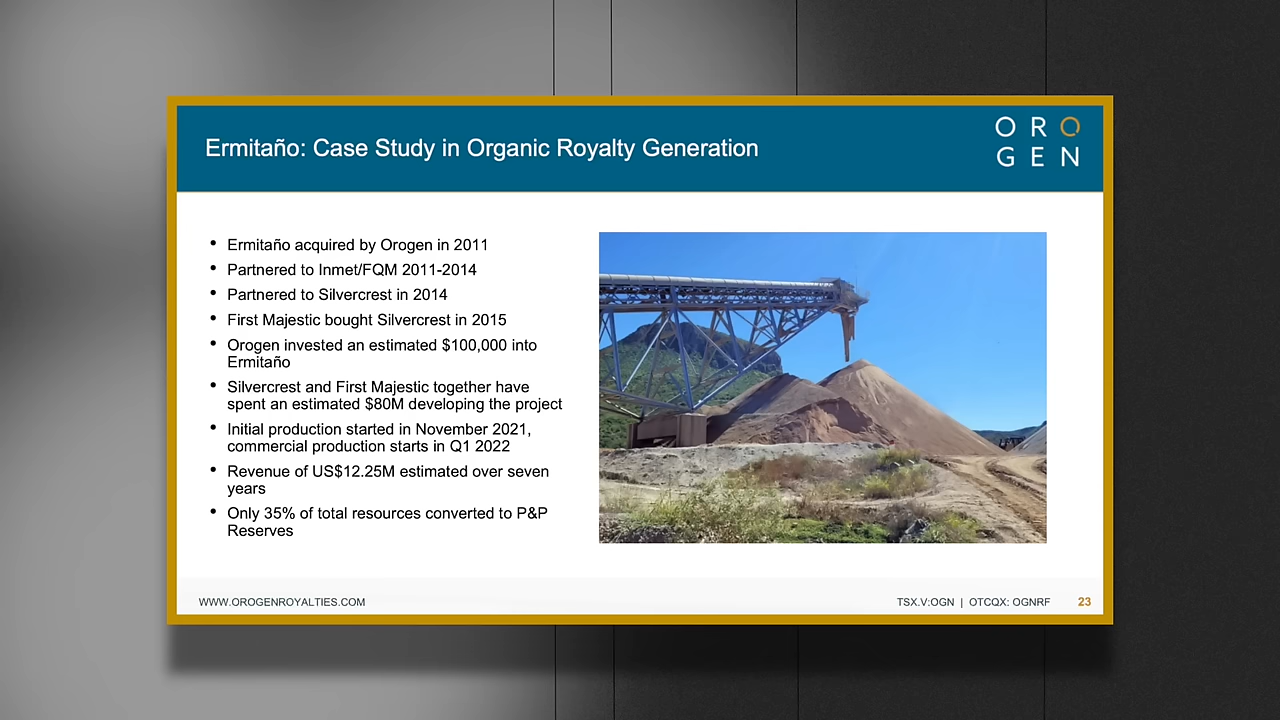 Ermitaño: Case Study in Organic Royalty Generation
ORO
GEN
• Ermitaño acquired by Orogen in 2011
• Partnered to Inmet/FQM 2011-2014
• Partnered to Silvercrest in 2014
• First Majestic bought Silvercrest in 2015
• Orogen invested an estimated $100,000 into
Ermitaño
• Silvercrest and First Majestic together have
spent an estimated $80M developing the project
• Initial production started in November 2021,
commercial production starts in Q1 2022
• Revenue of US$12.25M estimated over seven
years
• Only 35% of total resources converted to P&P
Reserves
WWW.OROGENROYALTIES.COM
TSX.V:OGN | OTCQX: OGNRF 23